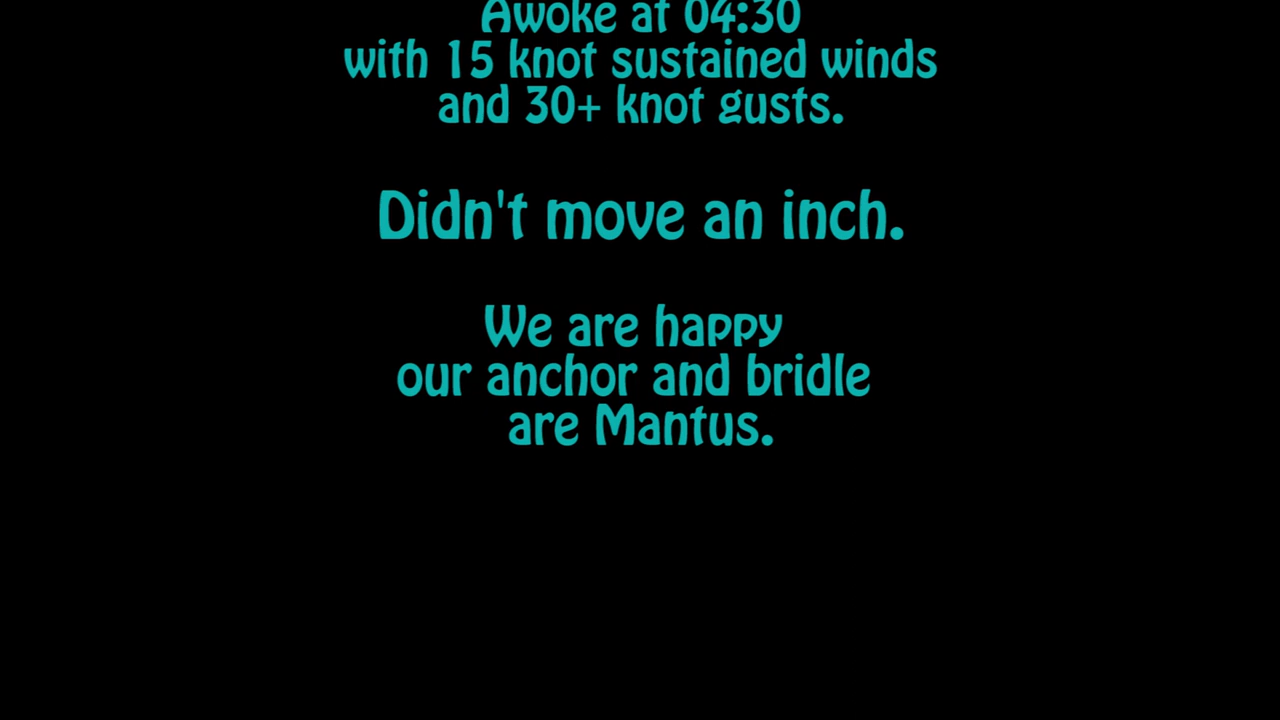 Awoke at 04:30
with 15 knot sustained winds
and 30+ knot gusts.
Didn't move an inch.
We are happy
our anchor and bridle
are Mantus.